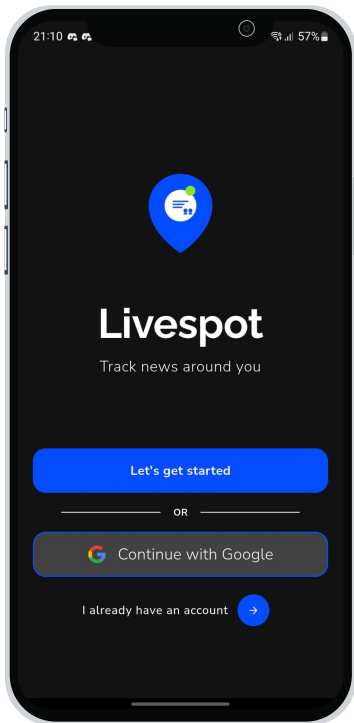 21:10
57%
Livespot
Track news around you
Let's get started
OR
Continue with Google
I already have an account